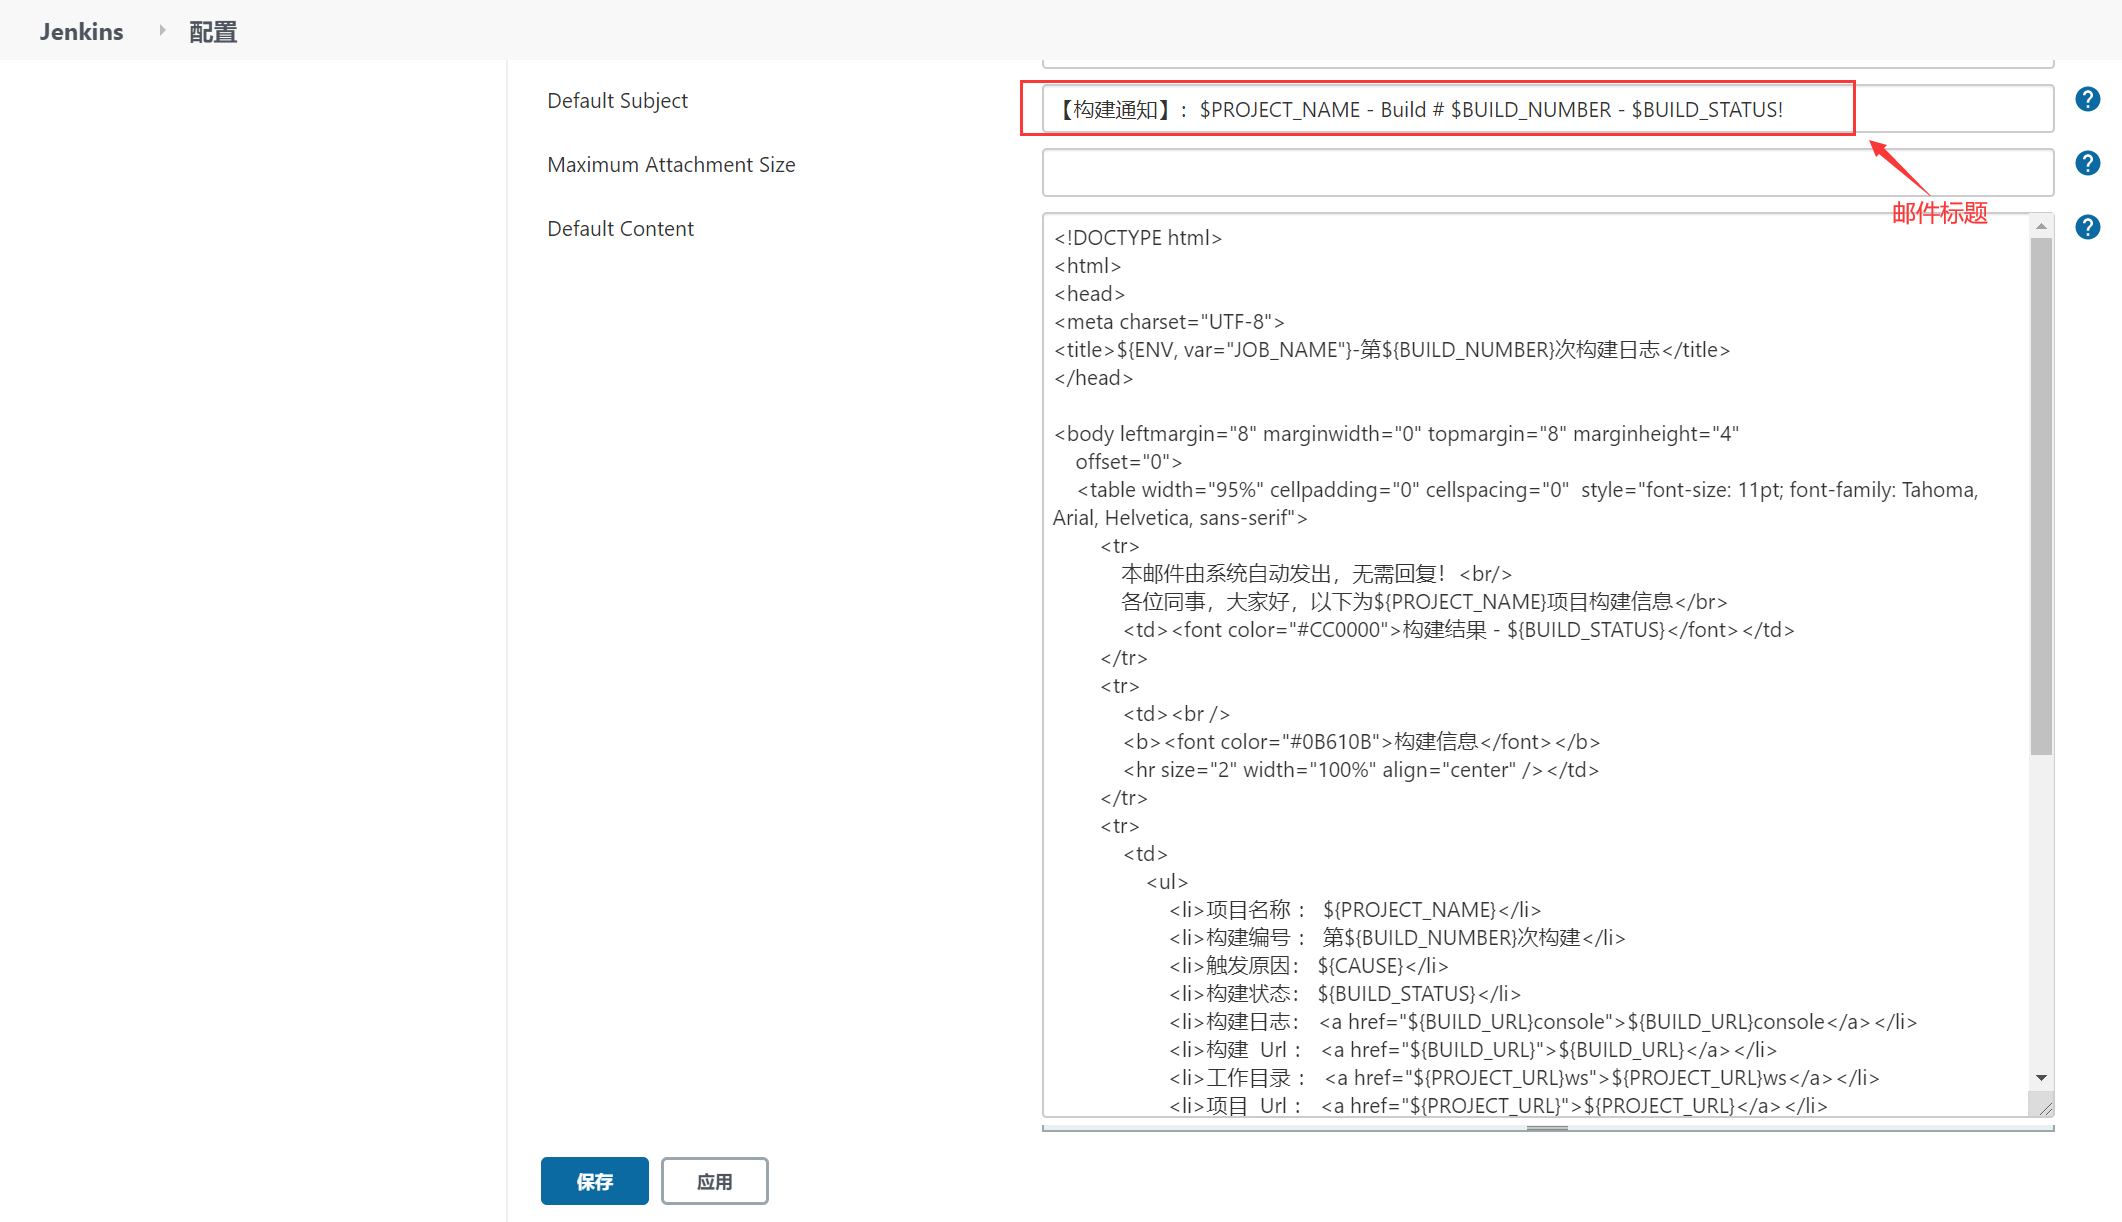 Jenkins 配置
Default Subject
【构建通知】：$PROJECT_NAME - Build # $BUILD_NUMBER - $BUILD_STATUS!
Maximum Attachment Size
邮件标题
Default Content
<!DOCTYPE html>
<html>
<head>
<meta charset="UTF-8">
<title>${ENV, var="JOB_NAME"}-第${BUILD_NUMBER}次构建日志</title>
</head>
<body leftmargin="8" marginwidth="0" topmargin="8" marginheight="4"
offset="0">
<table width="95%" cellpadding="0" cellspacing="0"  style="font-size: 11pt; font-family: Tahoma,
Arial, Helvetica, sans-serif">
<tr>
本邮件由系统自动发出，无需回复！<br/>
各位同事，大家好，以下为${PROJECT_NAME}项目构建信息</br>
<td><font color="#CC0000">构建结果 - ${BUILD_STATUS}</font></td>
</tr>
<tr>
<td><br />
<b><font color="#0B610B">构建信息</font></b>
<hr size="2" width="100%" align="center" /></td>
</tr>
<tr>
<td>
<ul>
<li>项目名称 ： ${PROJECT_NAME}</li>
<li>构建编号 ： 第${BUILD_NUMBER}次构建</li>
<li>触发原因： ${CAUSE}</li>
<li>构建状态： ${BUILD_STATUS}</li>
<li>构建日志： <a href="${BUILD_URL}console">${BUILD_URL}console</a></li>
<li>构建  Url ： <a href="${BUILD_URL}">${BUILD_URL}</a></li>
<li>工作目录 ： <a href="${PROJECT_URL}ws">${PROJECT_URL}ws</a></li>
<li>项目  Url ： <a href="${PROJECT_URL}">${PROJECT_URL}</a></li>
保存 应用